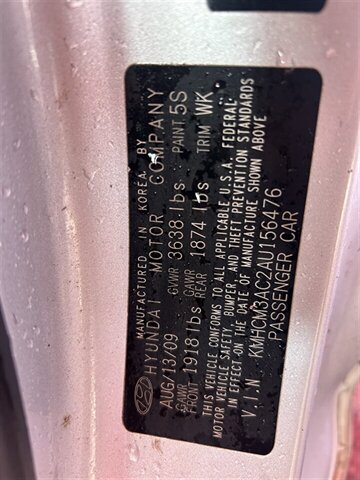 MANUFACTURED IN KOREA. BY
HYUNDAI MOTOR COMPANY
AUG/13/09 GVWR 3638 lbs PAINT 5S
GAWR FRONT 1918 lbs GAWR REAR 1874 lbs TRIM WK
THIS VEHICLE CONFORMS TO ALL APPLICABLE U.S.A. FEDERAL
MOTOR VEHICLE SAFETY, BUMPER, AND THEFT PREVENTION STANDARDS
IN EFFECT ON THE DATE OF MANUFACTURE SHOWN ABOVE
V.I.N KMHCM3AC2AU156476
PASSENGER CAR